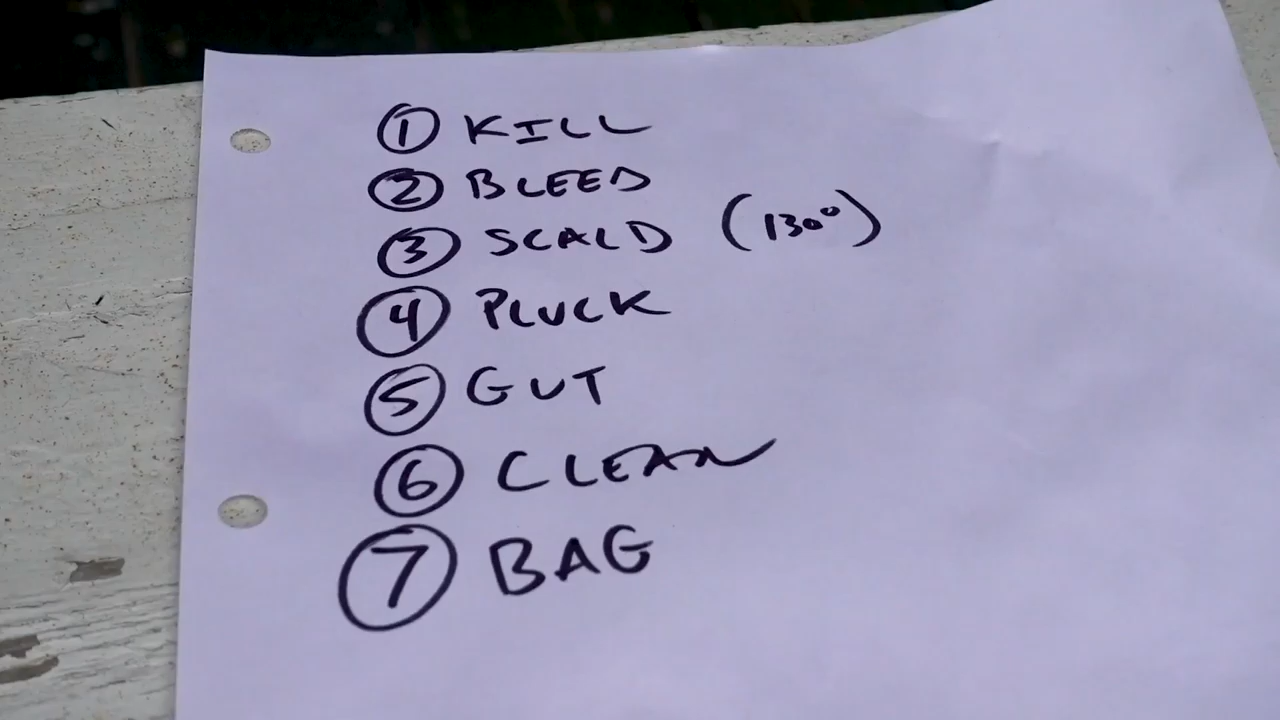 ① KILL
② BLEED
③ SCALD (130°)
④ PLUCK
⑤ GUT
⑥ CLEAN
⑦ BAG